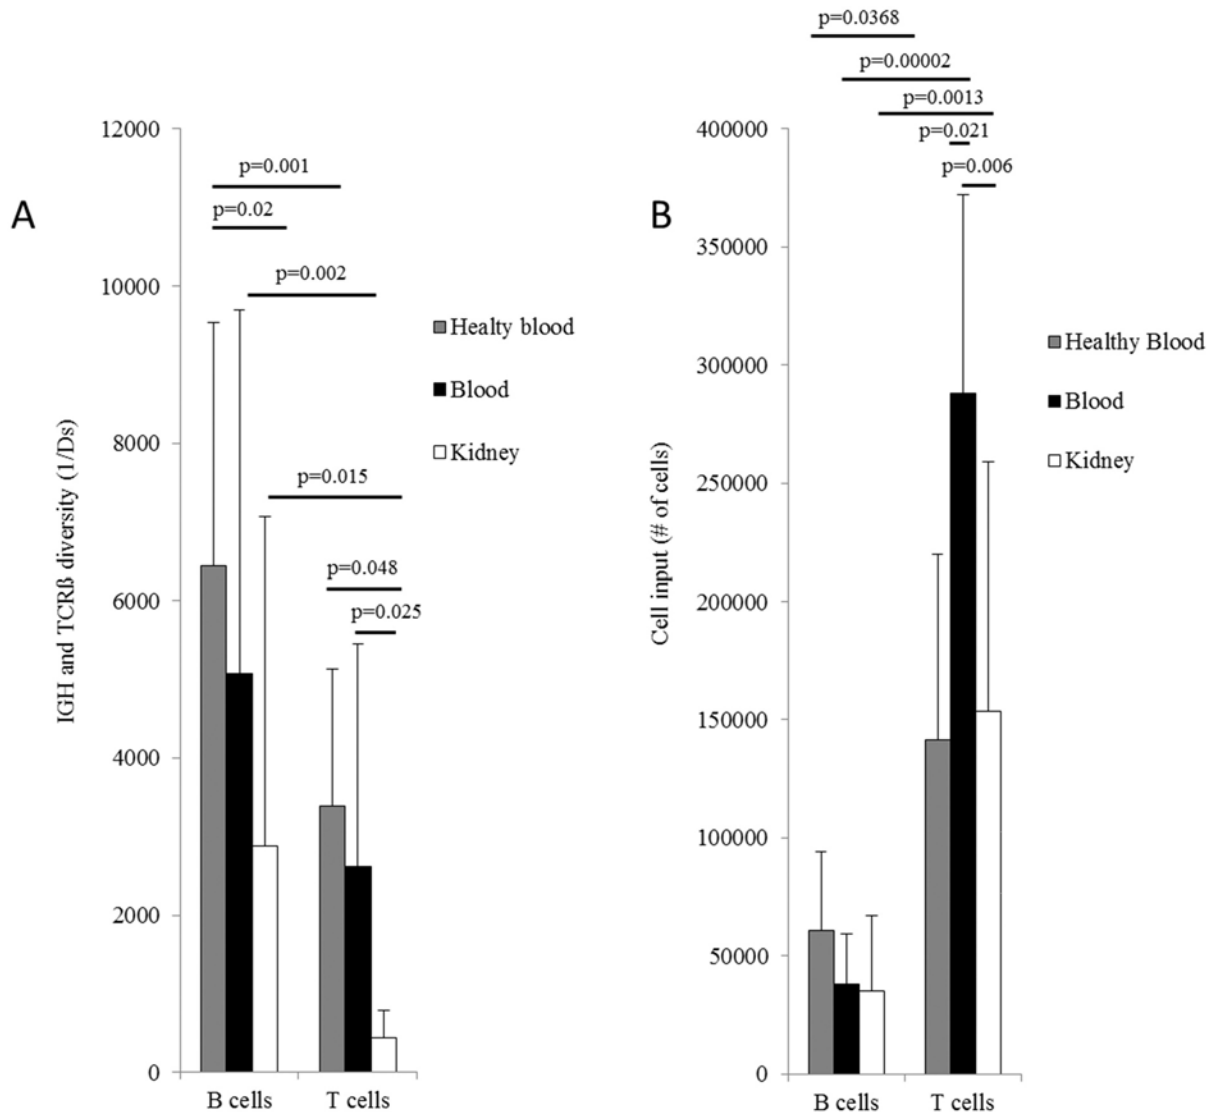 A
p=0.001
p=0.02
p=0.002
p=0.015
p=0.048
p=0.025
12000
10000
8000
6000
4000
2000
0
IGH and TCRß diversity (1/Ds)
B cells
T cells
Healty blood
Blood
Kidney
B
p=0.0368
p=0.00002
p=0.0013
p=0.021
p=0.006
400000
350000
300000
250000
200000
150000
100000
50000
0
Cell input (# of cells)
B cells
T cells
Healthy Blood
Blood
Kidney